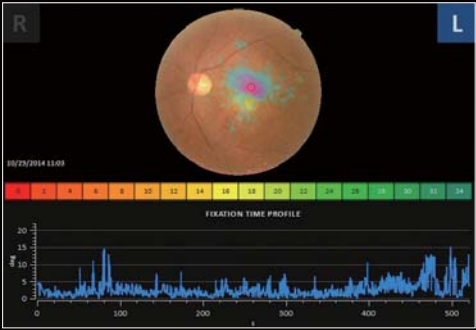 R L
10/29/2014 11:03
0 2 4 6 8 10 12 14 16 18 20 22 24 26 28 30 32 34
FIXATION TIME PROFILE
20
15
10
5
0
deg
0 100 200 300 400 500
s